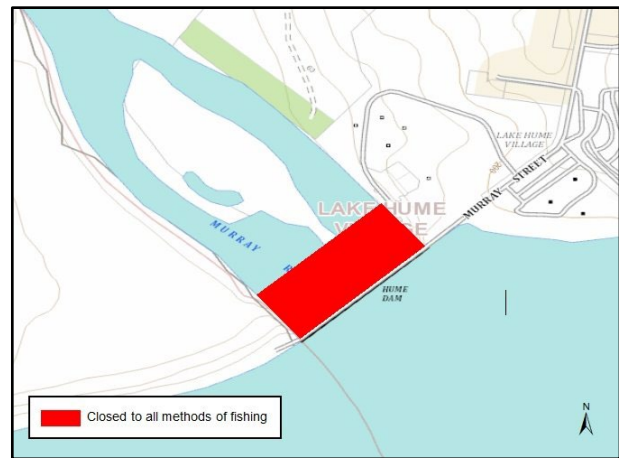 LAKE HUME
VILLAGE
MURRAY STREET
LAKE HUME
MURRAY
HUME
DAM
N
Closed to all methods of fishing